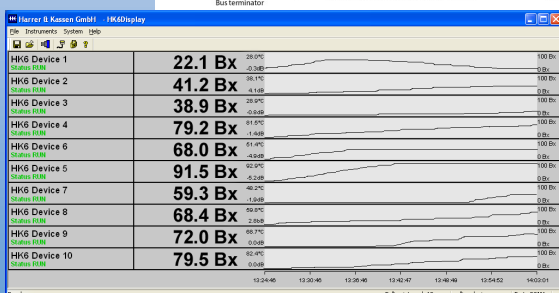 Bus terminator
Harrer & Kassen GmbH - HK6Display
File Instruments System Help
HK6 Device 1
Status RUN
22.1 Bx
28.0°C
-0.3dB
100 Bx
0 Bx
HK6 Device 2
Status RUN
41.2 Bx
38.1°C
4.1dB
100 Bx
0 Bx
HK6 Device 3
Status RUN
38.9 Bx
28.9°C
-0.9dB
100 Bx
0 Bx
HK6 Device 4
Status RUN
79.2 Bx
81.5°C
-1.4dB
100 Bx
0 Bx
HK6 Device 6
Status RUN
68.0 Bx
51.4°C
-4.9dB
100 Bx
0 Bx
HK6 Device 5
Status RUN
91.5 Bx
92.9°C
-5.2dB
100 Bx
0 Bx
HK6 Device 7
Status RUN
59.3 Bx
48.2°C
-1.9dB
100 Bx
0 Bx
HK6 Device 8
Status RUN
68.4 Bx
59.8°C
2.8dB
100 Bx
0 Bx
HK6 Device 9
Status RUN
72.0 Bx
68.7°C
0.0dB
100 Bx
0 Bx
HK6 Device 10
Status RUN
79.5 Bx
82.4°C
0.0dB
100 Bx
0 Bx
13:24:46 13:30:46 13:36:46 13:42:47 13:48:49 13:54:52 14:03:01